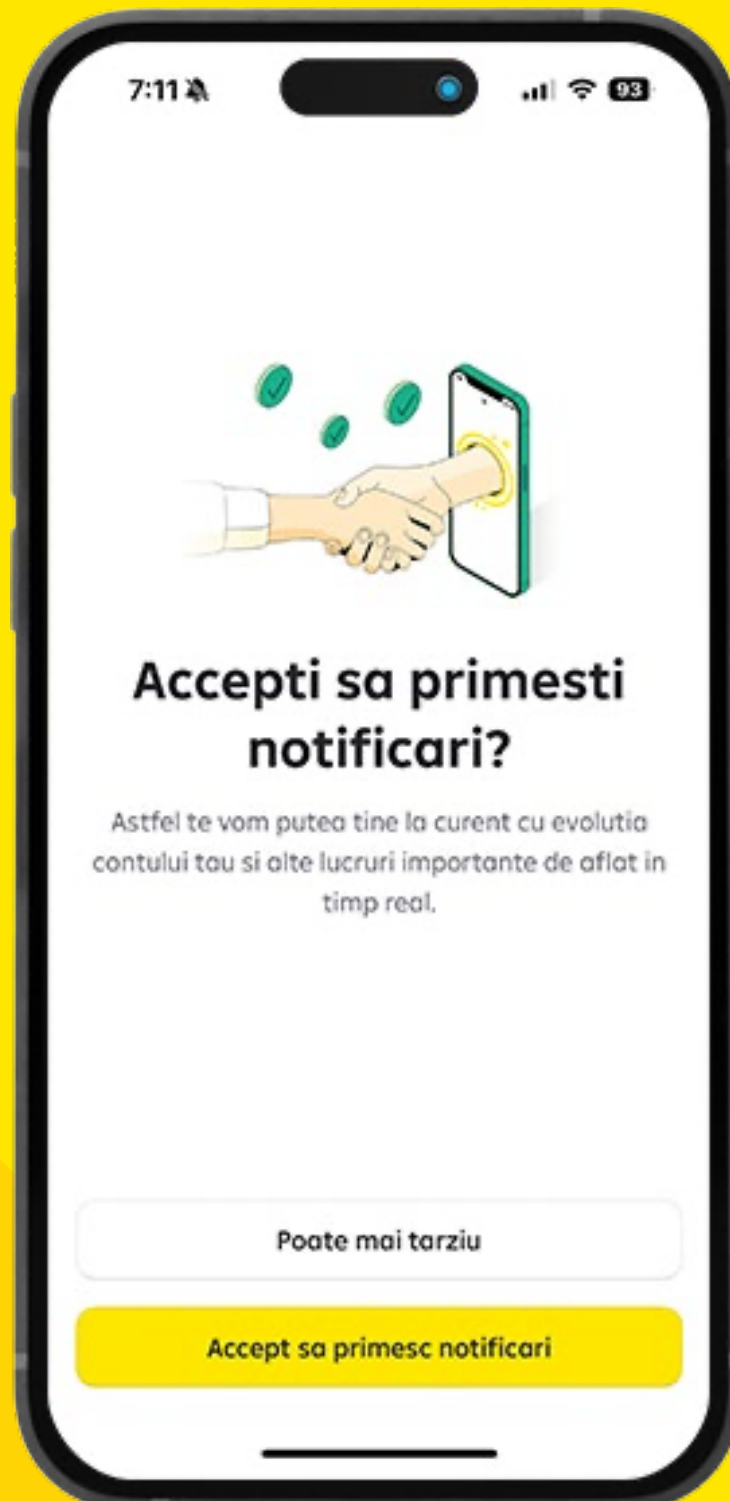 7:11
93
Accepti sa primesti
notificari?
Astfel te vom putea tine la curent cu evolutia
contului tau si alte lucruri importante de aflat in
timp real.
Poate mai tarziu
Accept sa primesc notificari